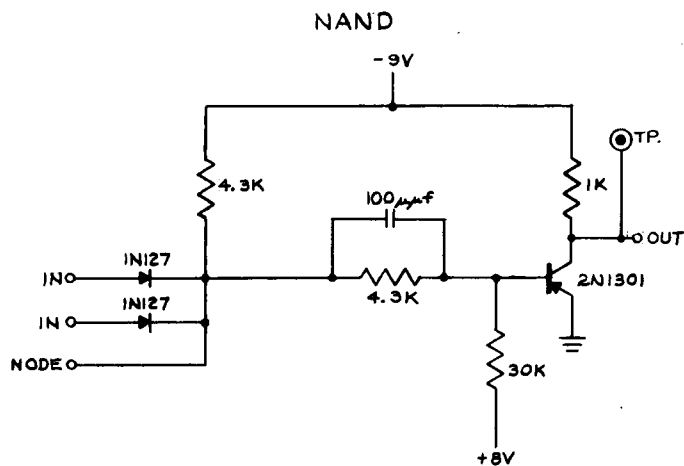 NAND
-9V
TP.
4.3K
1K
100μμf
OUT
1N127
IN
4.3K
2N1301
1N127
IN
NODE
30K
+8V